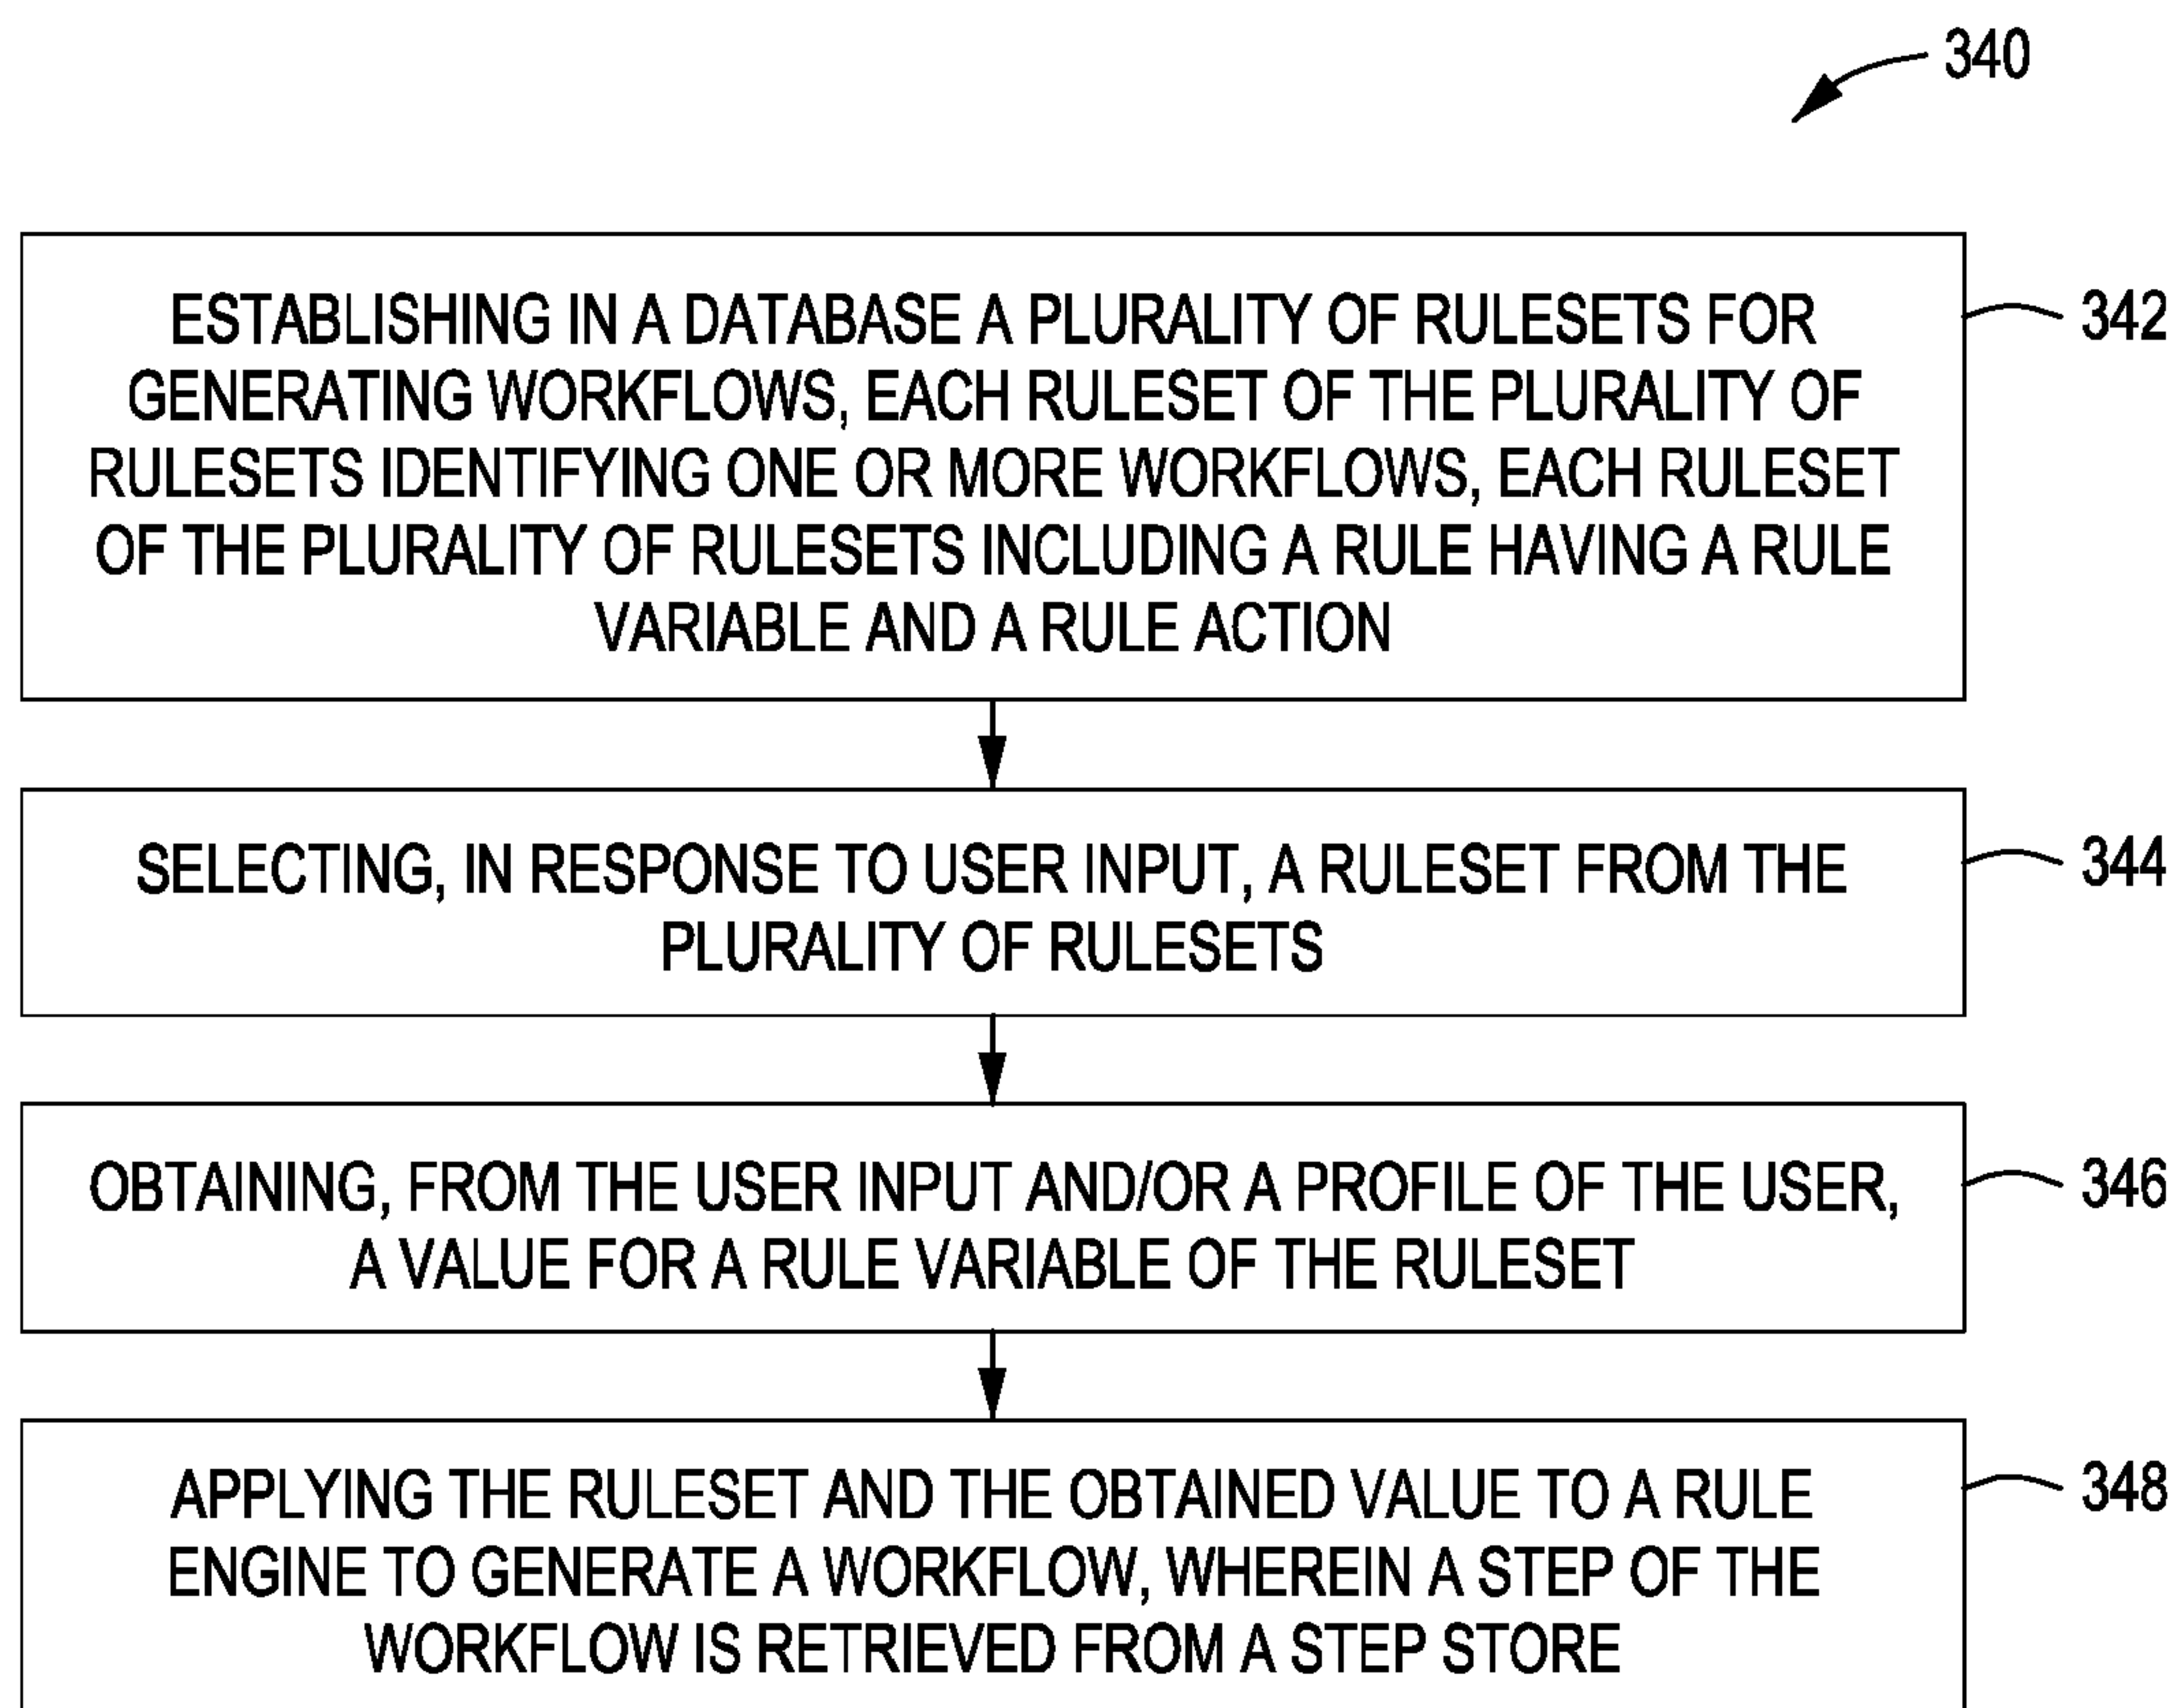 340
ESTABLISHING IN A DATABASE A PLURALITY OF RULESETS FOR
GENERATING WORKFLOWS, EACH RULESET OF THE PLURALITY OF
RULESETS IDENTIFYING ONE OR MORE WORKFLOWS, EACH RULESET
OF THE PLURALITY OF RULESETS INCLUDING A RULE HAVING A RULE
VARIABLE AND A RULE ACTION
342
SELECTING, IN RESPONSE TO USER INPUT, A RULESET FROM THE
PLURALITY OF RULESETS
344
OBTAINING, FROM THE USER INPUT AND/OR A PROFILE OF THE USER,
A VALUE FOR A RULE VARIABLE OF THE RULESET
346
APPLYING THE RULESET AND THE OBTAINED VALUE TO A RULE
ENGINE TO GENERATE A WORKFLOW, WHEREIN A STEP OF THE
WORKFLOW IS RETRIEVED FROM A STEP STORE
348